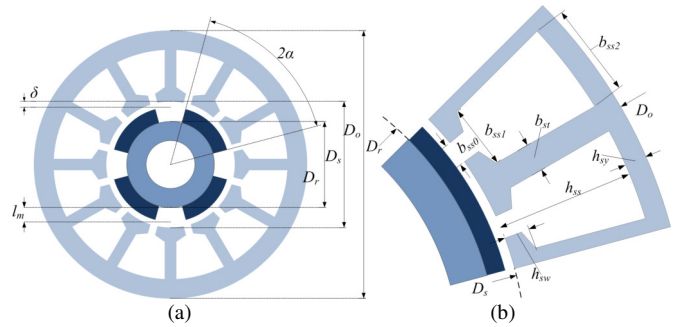 2α
δ
D_o
D_s
D_r
l_m
(a)
b_ss2
D_o
b_st
b_ss1
b_ss0
D_r
h_sy
h_ss
h_sw
D_s
(b)